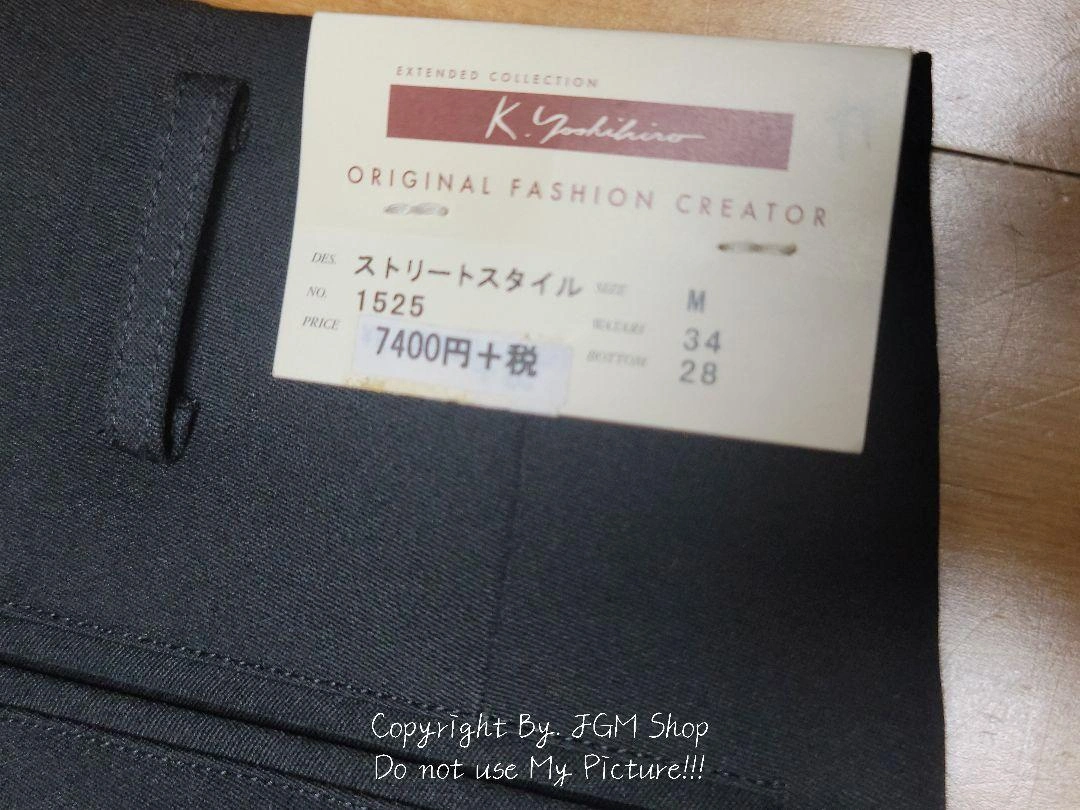 EXTENDED COLLECTION
K. Yoshihiro
ORIGINAL FASHION CREATOR
DES. ストリートスタイル SIZE M
NO. 1525 WATARI 34
PRICE 7400円+税 BOTTOM 28
Copyright By. JGM Shop
Do not use My Picture!!!